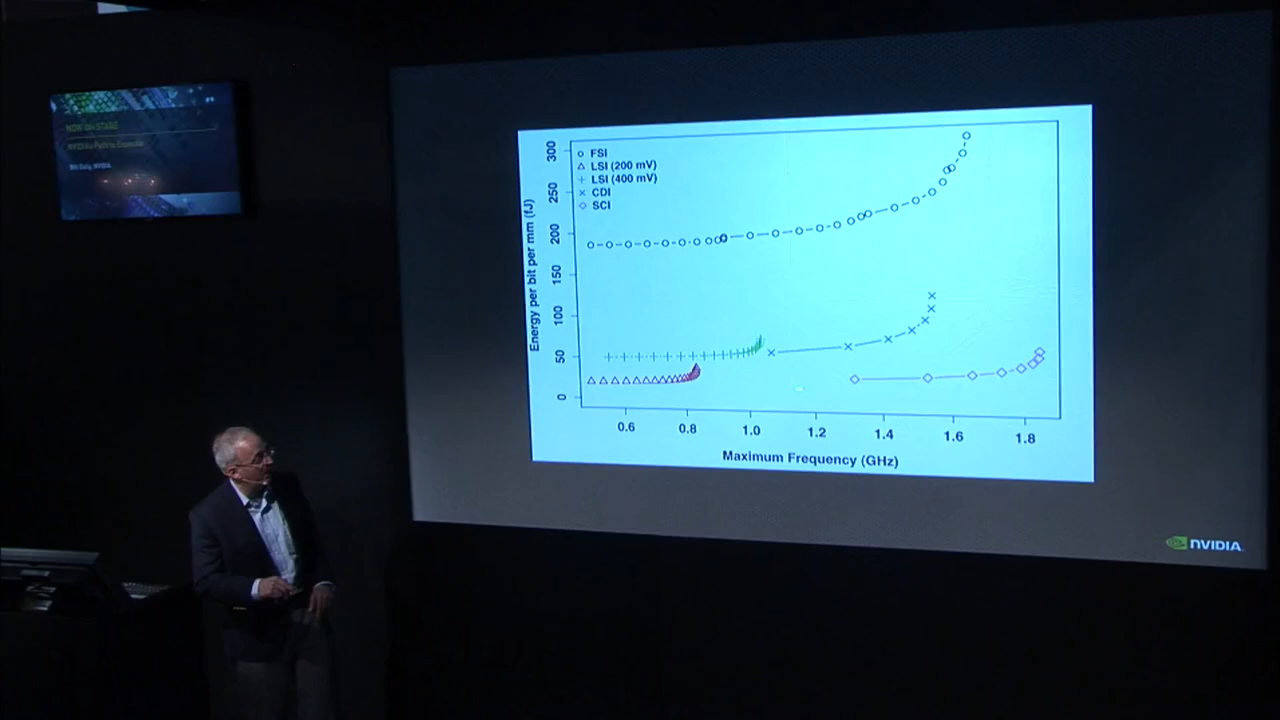 NOW ON STAGE
NVIDIA's Path to Exascale
Bill Dally, NVIDIA
FSI
LSI (200 mV)
LSI (400 mV)
CDI
SCI
Energy per bit per mm (fJ)
300
250
200
150
100
50
0
0.6 0.8 1.0 1.2 1.4 1.6 1.8
Maximum Frequency (GHz)
NVIDIA.